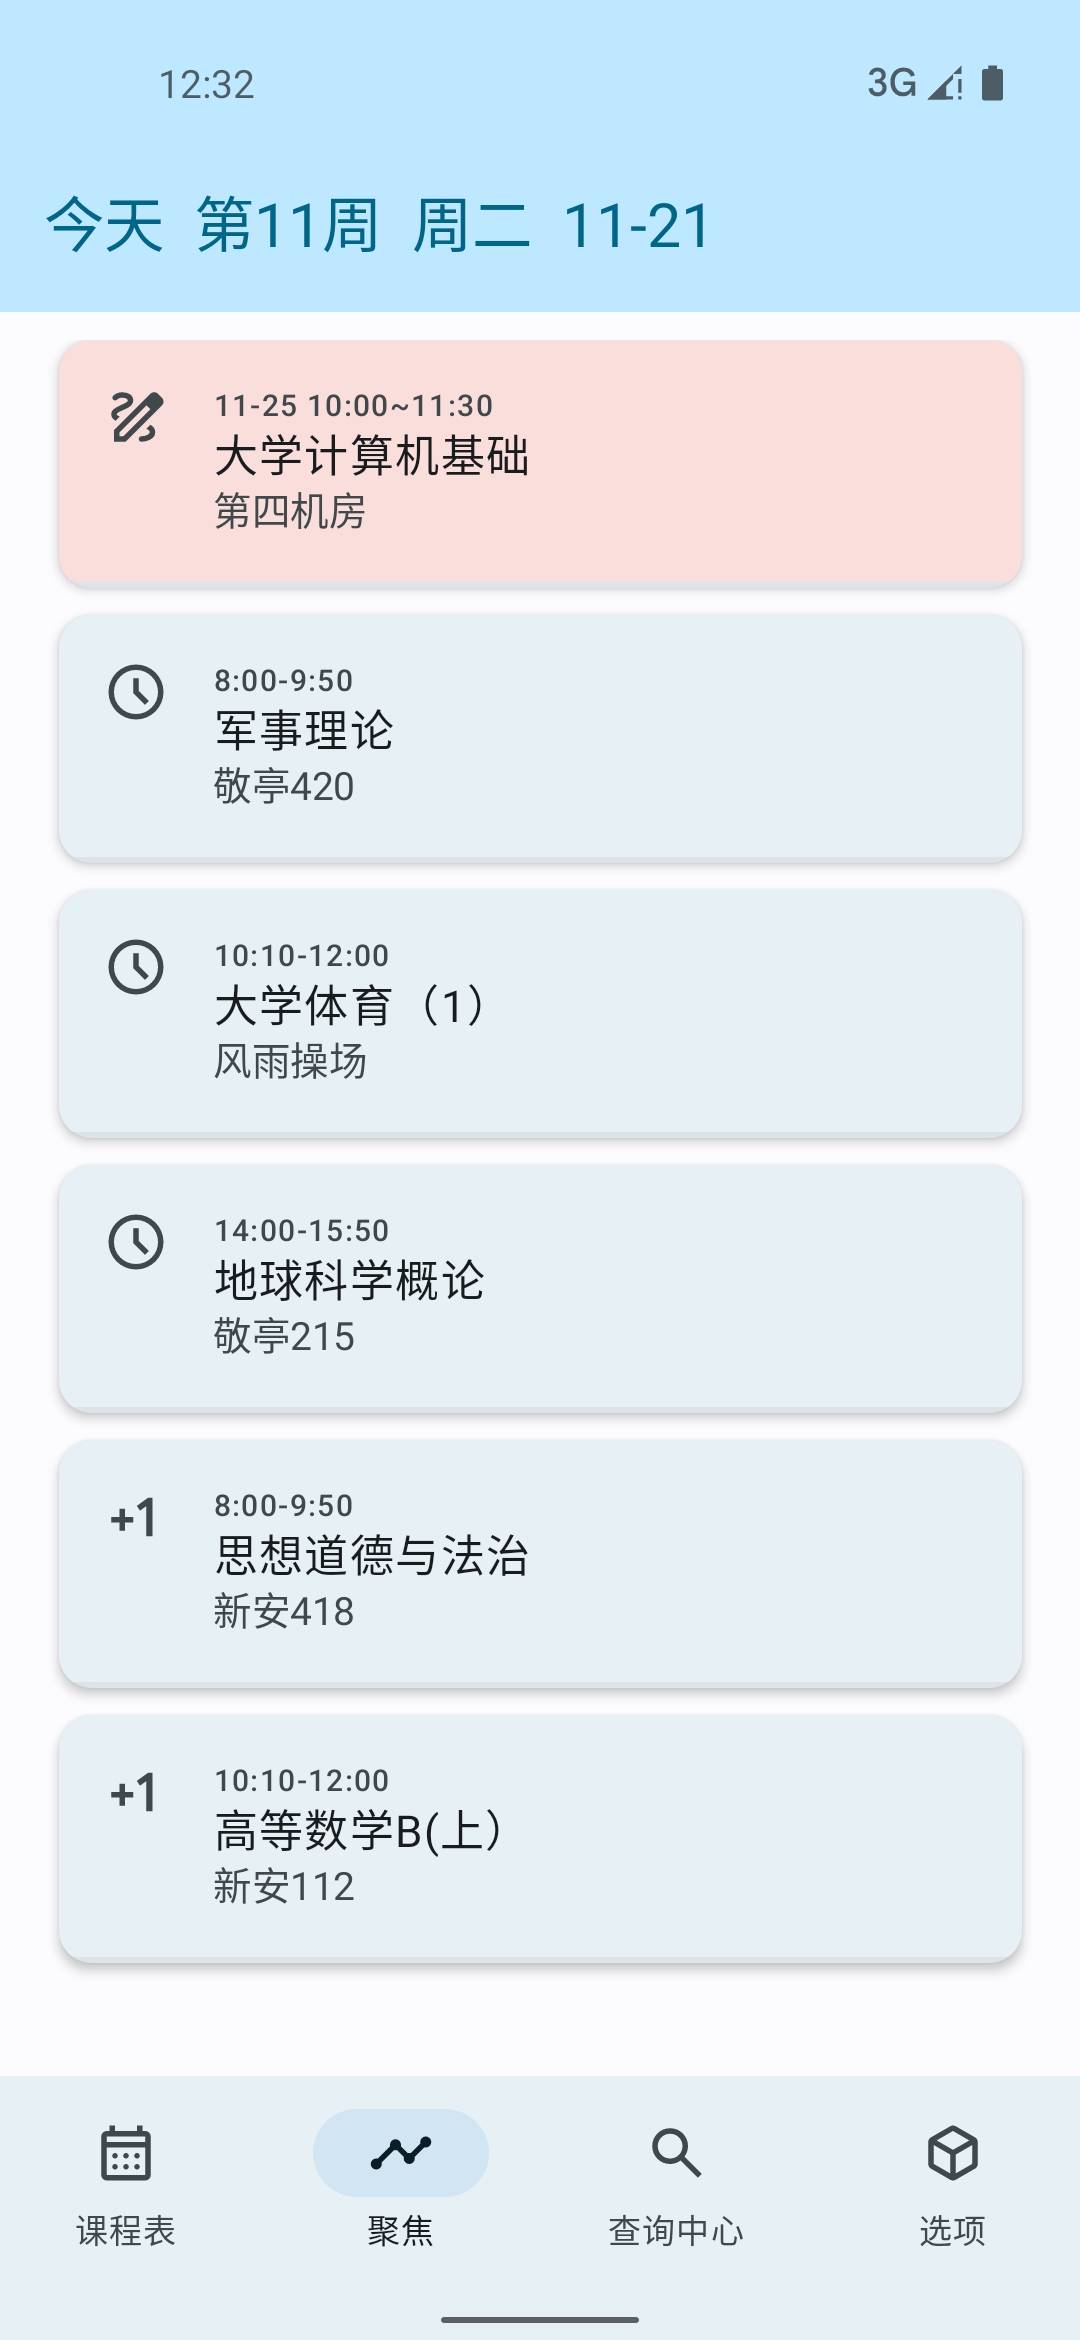 12:32
3G
今天 第11周 周二 11-21
11-25 10:00~11:30
大学计算机基础
第四机房
8:00-9:50
军事理论
敬亭420
10:10-12:00
大学体育（1）
风雨操场
14:00-15:50
地球科学概论
敬亭215
+1
8:00-9:50
思想道德与法治
新安418
+1
10:10-12:00
高等数学B(上）
新安112
课程表
聚焦
查询中心
选项